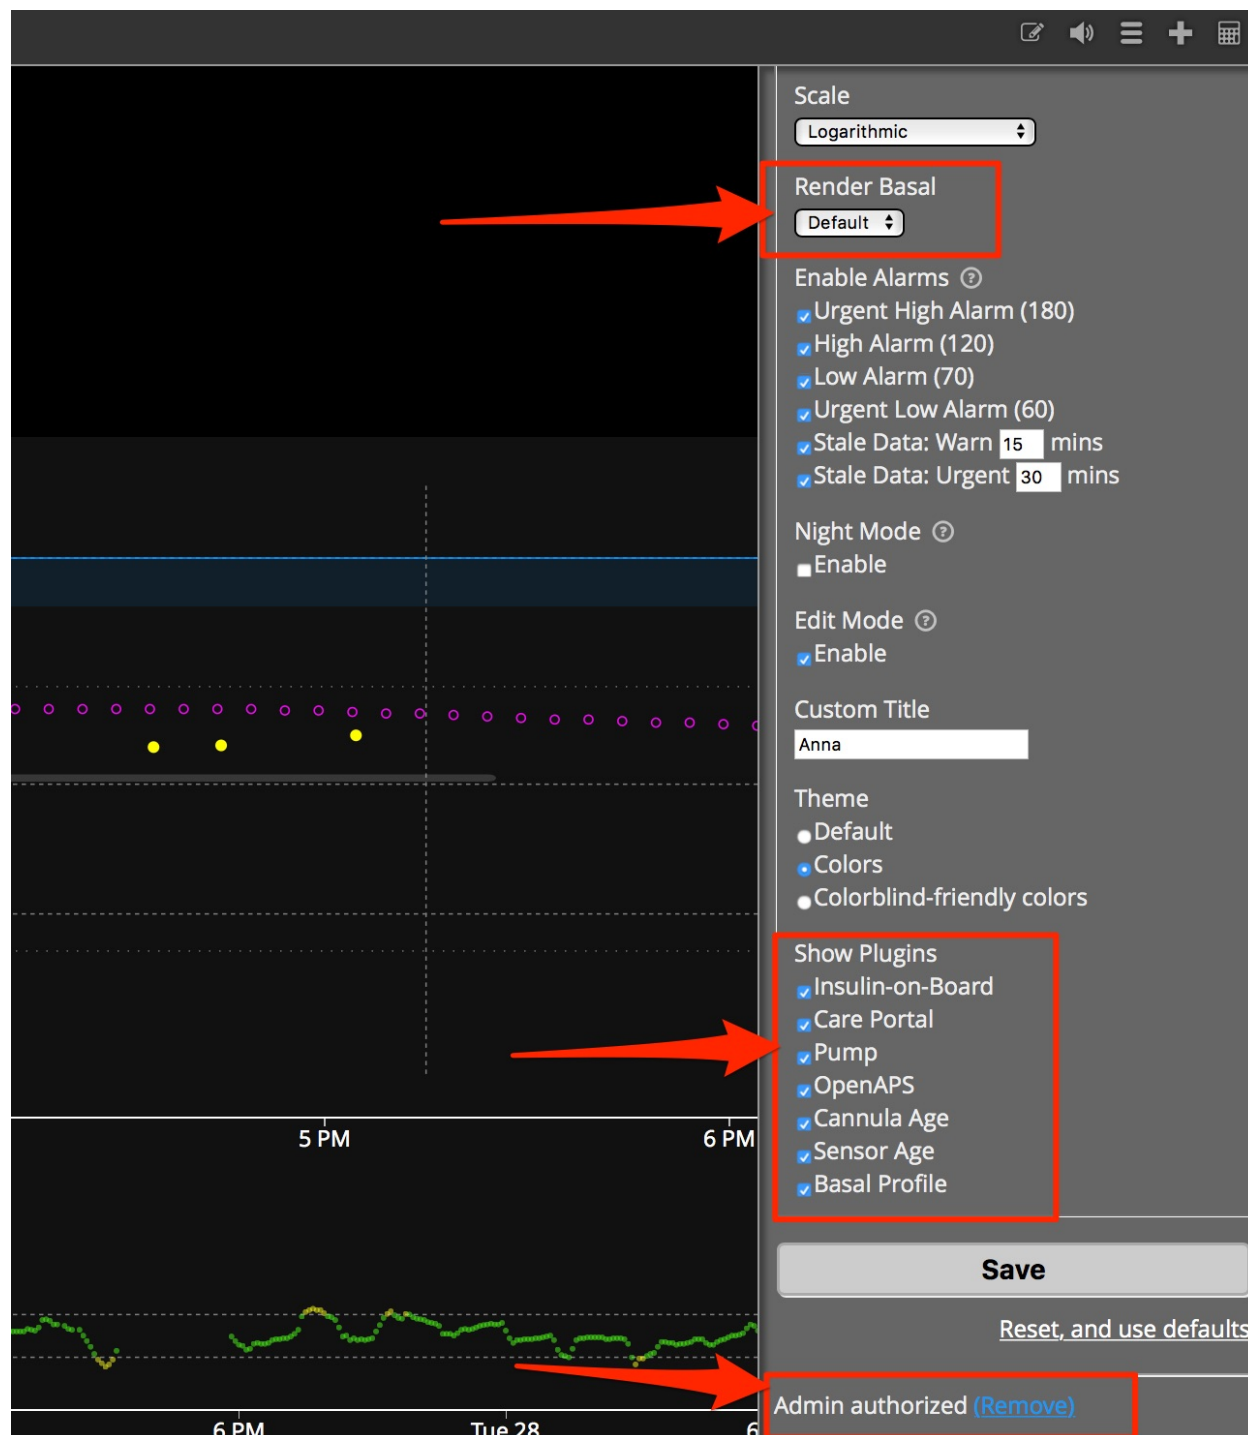 Scale
Logarithmic
Render Basal
Default
Enable Alarms ?
Urgent High Alarm (180)
High Alarm (120)
Low Alarm (70)
Urgent Low Alarm (60)
Stale Data: Warn 15 mins
Stale Data: Urgent 30 mins
Night Mode ?
Enable
Edit Mode ?
Enable
Custom Title
Anna
Theme
Default
Colors
Colorblind-friendly colors
Show Plugins
Insulin-on-Board
Care Portal
Pump
OpenAPS
Cannula Age
Sensor Age
Basal Profile
Save
Reset, and use defaults
Admin authorized (Remove)
5 PM 6 PM
6 PM Tue 28 6